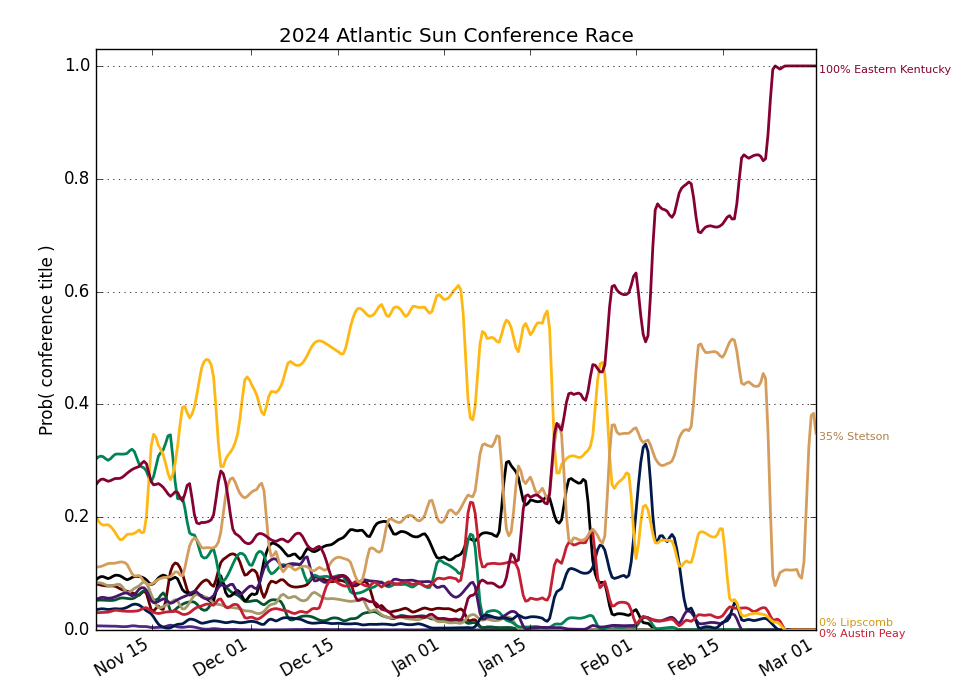 2024 Atlantic Sun Conference Race
Prob( conference title )
1.0
0.8
0.6
0.4
0.2
0.0
Nov 15
Dec 01
Dec 15
Jan 01
Jan 15
Feb 01
Feb 15
Mar 01
100% Eastern Kentucky
35% Stetson
0% Lipscomb
0% Austin Peay